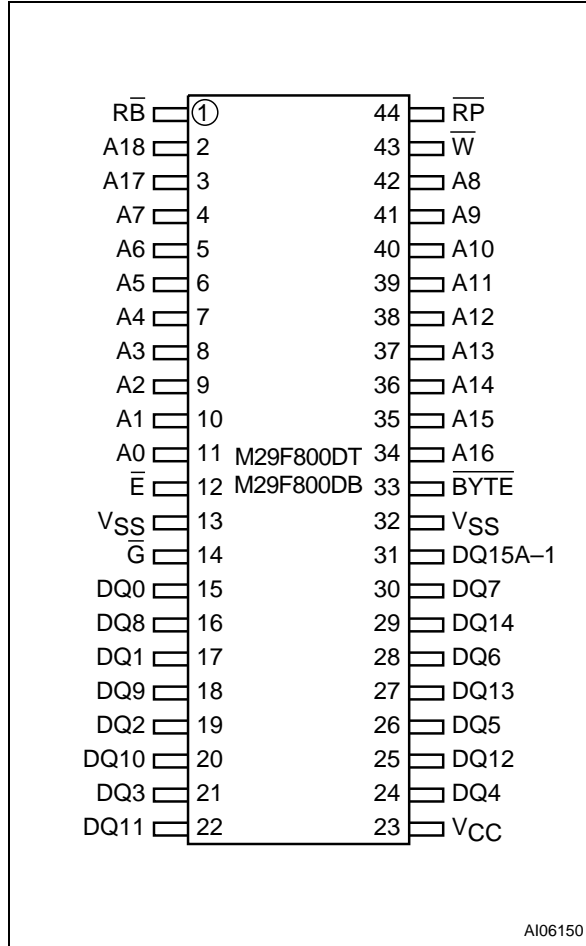 RB̅ 1 44 R̅P̅
A18 2 43 W̅
A17 3 42 A8
A7 4 41 A9
A6 5 40 A10
A5 6 39 A11
A4 7 38 A12
A3 8 37 A13
A2 9 36 A14
A1 10 35 A15
A0 11 M29F800DT 34 A16
E̅ 12 M29F800DB 33 B̅Y̅T̅E̅
VSS 13 32 VSS
G̅ 14 31 DQ15A–1
DQ0 15 30 DQ7
DQ8 16 29 DQ14
DQ1 17 28 DQ6
DQ9 18 27 DQ13
DQ2 19 26 DQ5
DQ10 20 25 DQ12
DQ3 21 24 DQ4
DQ11 22 23 VCC
AI06150